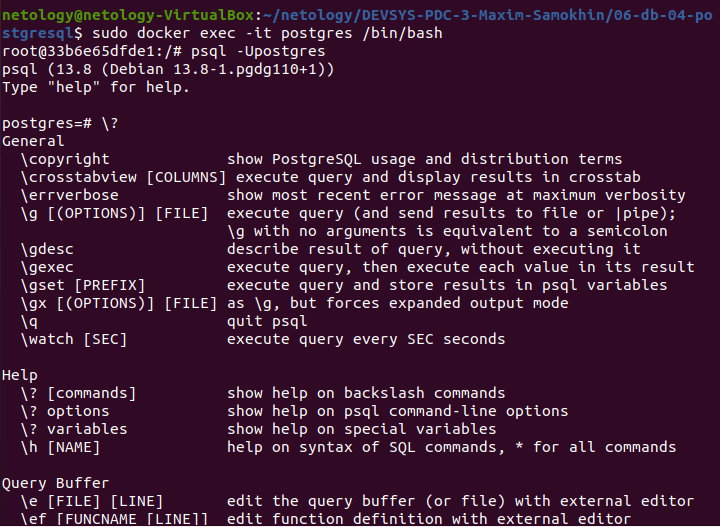 netology@netology-VirtualBox:~/netology/DEVSYS-PDC-3-Maxim-Samokhin/06-db-04-po
stgresql$ sudo docker exec -it postgres /bin/bash
root@33b6e65dfde1:/# psql -Upostgres
psql (13.8 (Debian 13.8-1.pgdg110+1))
Type "help" for help.

postgres=# \?
General
  \copyright             show PostgreSQL usage and distribution terms
  \crosstabview [COLUMNS] execute query and display results in crosstab
  \errverbose            show most recent error message at maximum verbosity
  \g [(OPTIONS)] [FILE]  execute query (and send results to file or |pipe);
                         \g with no arguments is equivalent to a semicolon
  \gdesc                 describe result of query, without executing it
  \gexec                 execute query, then execute each value in its result
  \gset [PREFIX]         execute query and store results in psql variables
  \gx [(OPTIONS)] [FILE] as \g, but forces expanded output mode
  \q                     quit psql
  \watch [SEC]           execute query every SEC seconds

Help
  \? [commands]          show help on backslash commands
  \? options             show help on psql command-line options
  \? variables           show help on special variables
  \h [NAME]              help on syntax of SQL commands, * for all commands

Query Buffer
  \e [FILE] [LINE]       edit the query buffer (or file) with external editor
  \ef [FUNCNAME [LINE]]  edit function definition with external editor